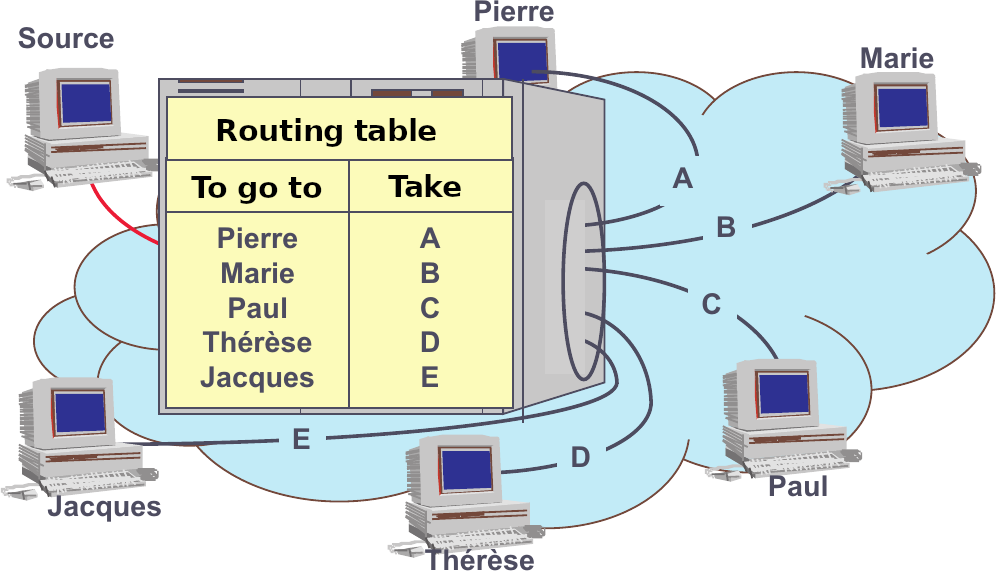 Pierre
Source
Marie
Routing table
To go to Take
Pierre A
Marie B
Paul C
Thérèse D
Jacques E
A
B
C
E
D
Paul
Jacques
Thérèse